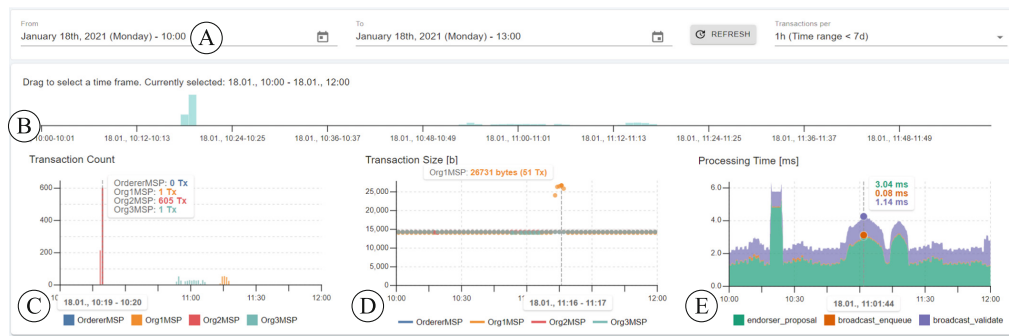 From
January 18th, 2021 (Monday) - 10:00
A
To
January 18th, 2021 (Monday) - 13:00
REFRESH
Transactions per
1h (Time range < 7d)
Drag to select a time frame. Currently selected: 18.01., 10:00 - 18.01., 12:00
B
10:00-10:01 18.01., 10:12-10:13 18.01., 10:24-10:25 18.01., 10:36-10:37 18.01., 10:48-10:49 18.01., 11:00-11:01 18.01., 11:12-11:13 18.01., 11:24-11:25 18.01., 11:36-11:37 18.01., 11:48-11:49
Transaction Count
600
400
200
0
OrdererMSP: 0 Tx
Org1MSP: 1 Tx
Org2MSP: 605 Tx
Org3MSP: 1 Tx
11:00 11:30 12:00
18.01., 10:19 - 10:20
C
OrdererMSP Org1MSP Org2MSP Org3MSP
Transaction Size [b]
Org1MSP: 26731 bytes (51 Tx)
25,000
20,000
15,000
10,000
5,000
0
10:00 10:30 12:00
18.01., 11:16 - 11:17
D
OrdererMSP Org1MSP Org2MSP Org3MSP
Processing Time [ms]
3.04 ms
0.08 ms
1.14 ms
6.0
4.0
2.0
0.0
10:00 10:30 11:30 12:00
18.01., 11:01:44
E
endorser_proposal broadcast_enqueue broadcast_validate